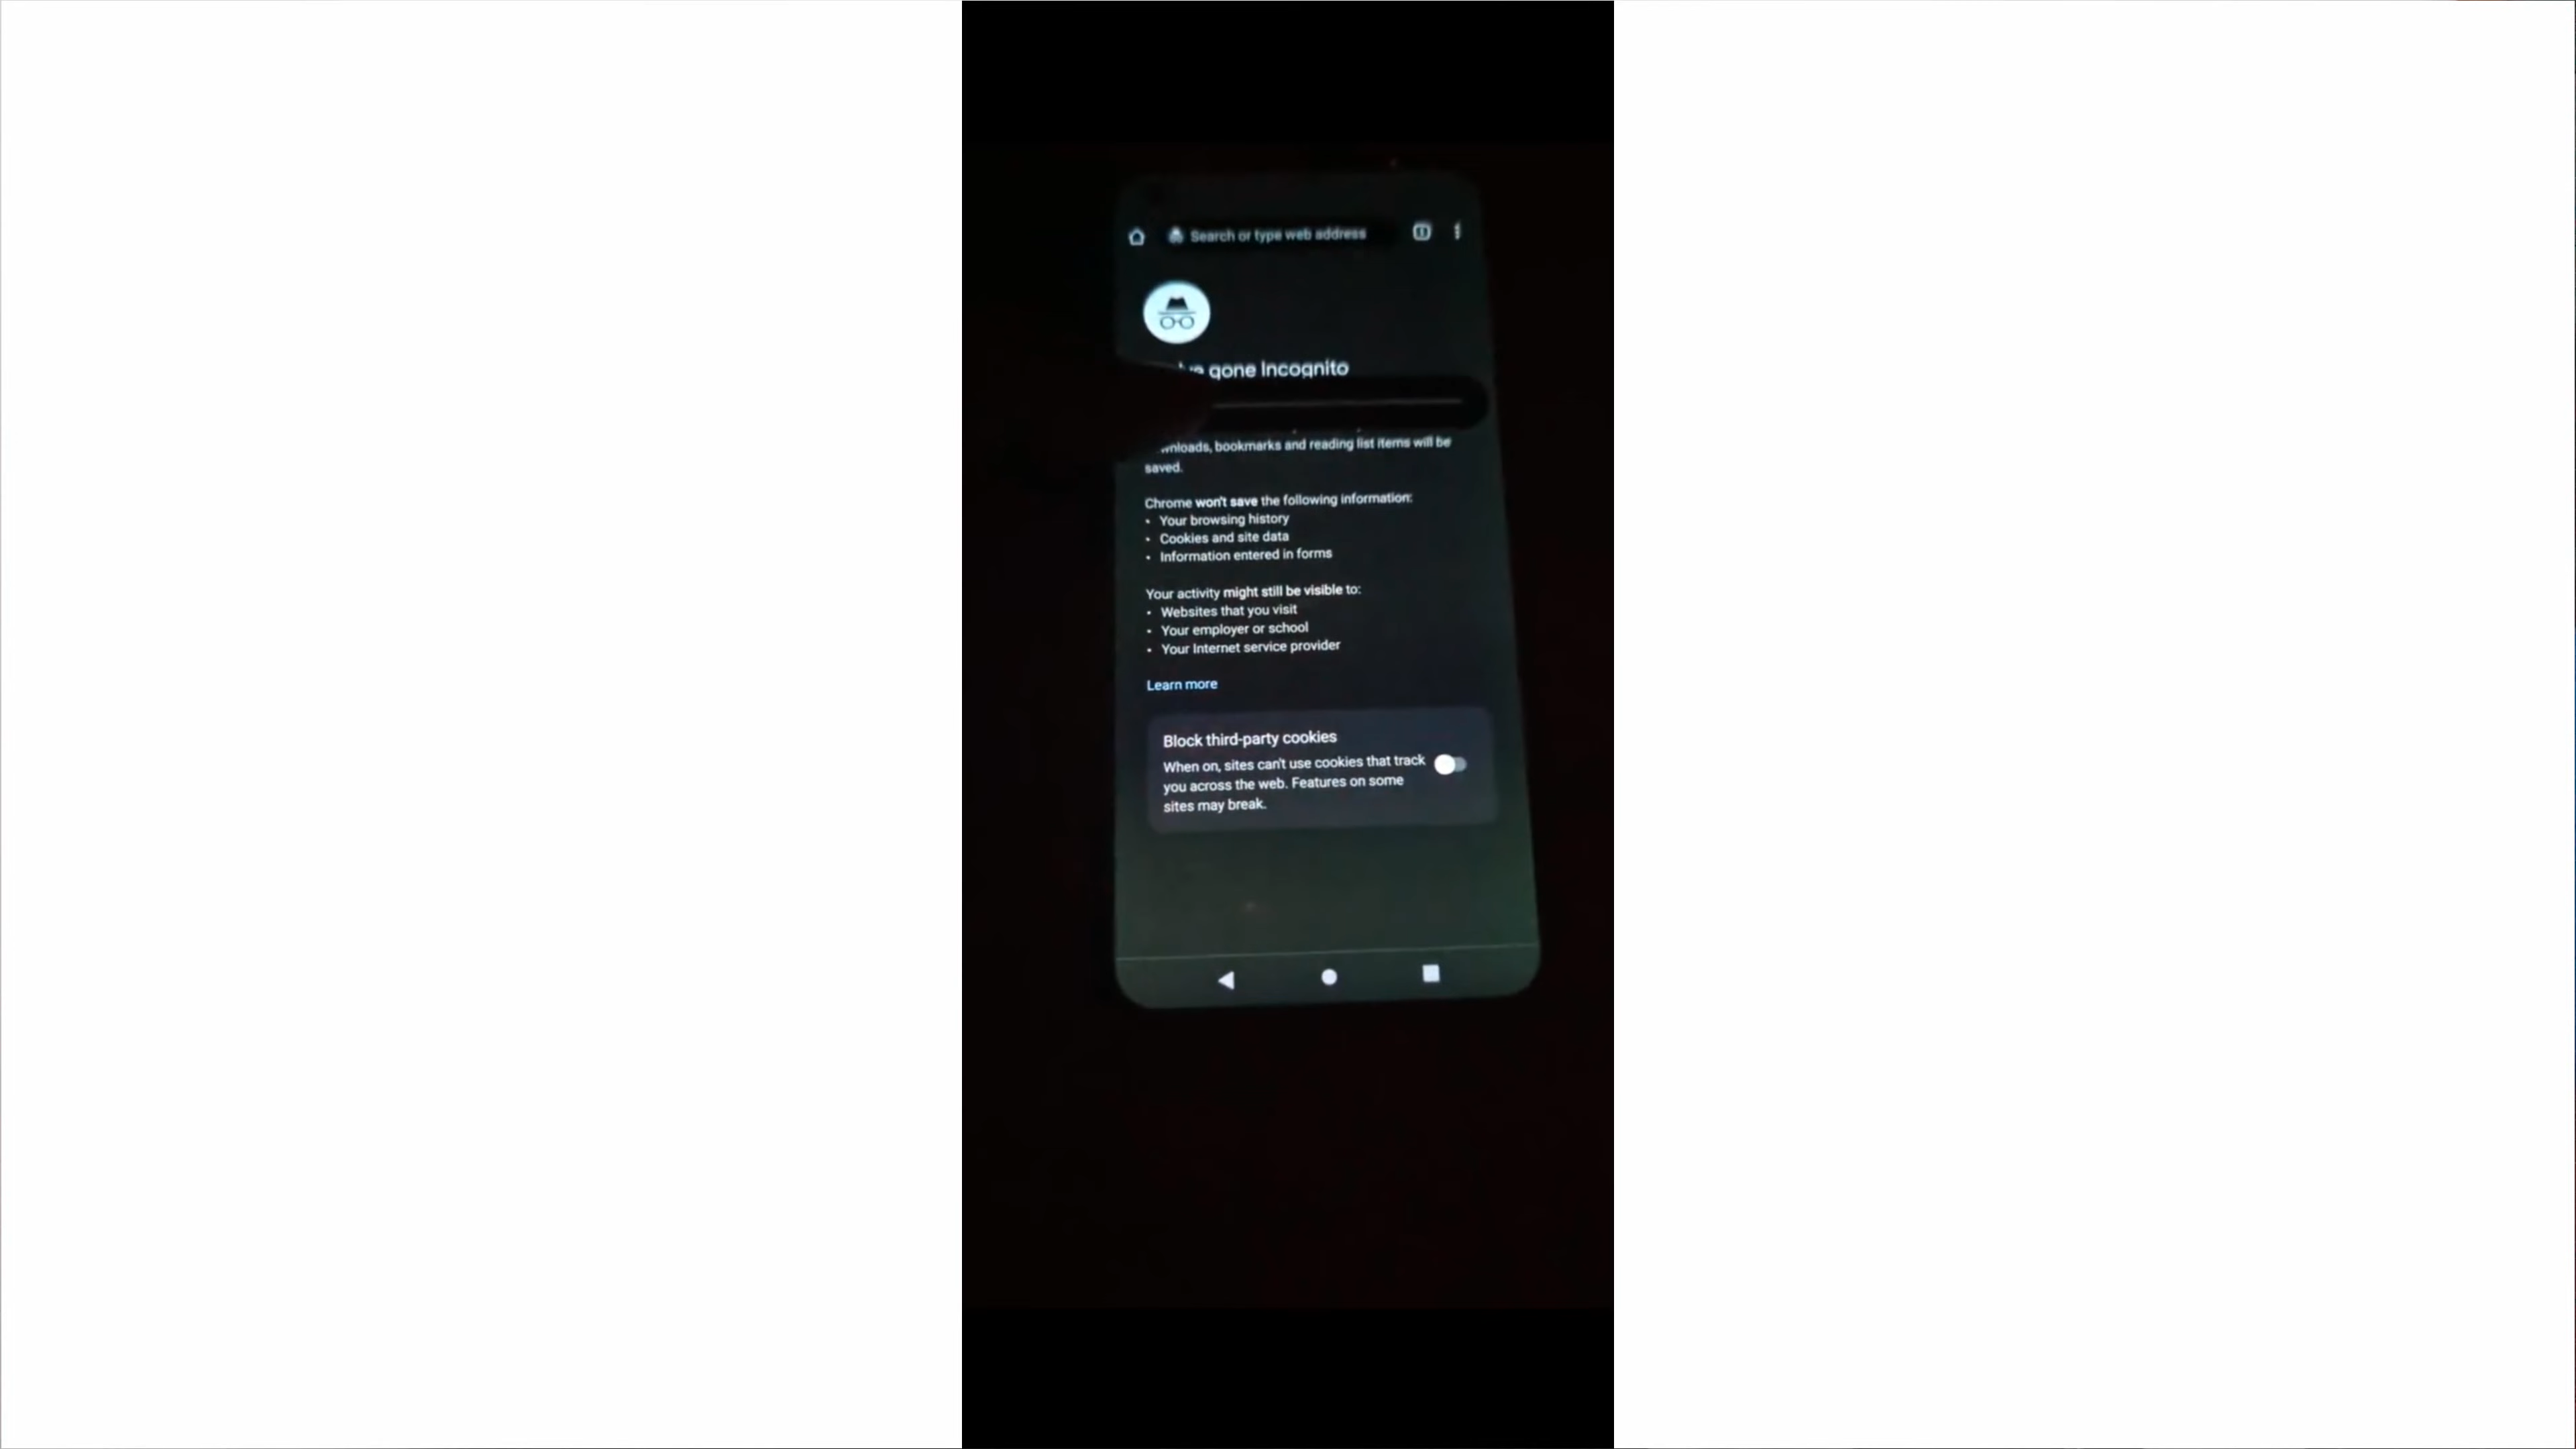 Search or type web address
gone Incognito
bookmarks and reading list items will be
saved.
Chrome won't save the following information:
• Your browsing history
• Cookies and site data
• Information entered in forms
Your activity might still be visible to:
• Websites that you visit
• Your employer or school
• Your Internet service provider
Learn more
Block third-party cookies
When on, sites can't use cookies that track
you across the web. Features on some
sites may break.